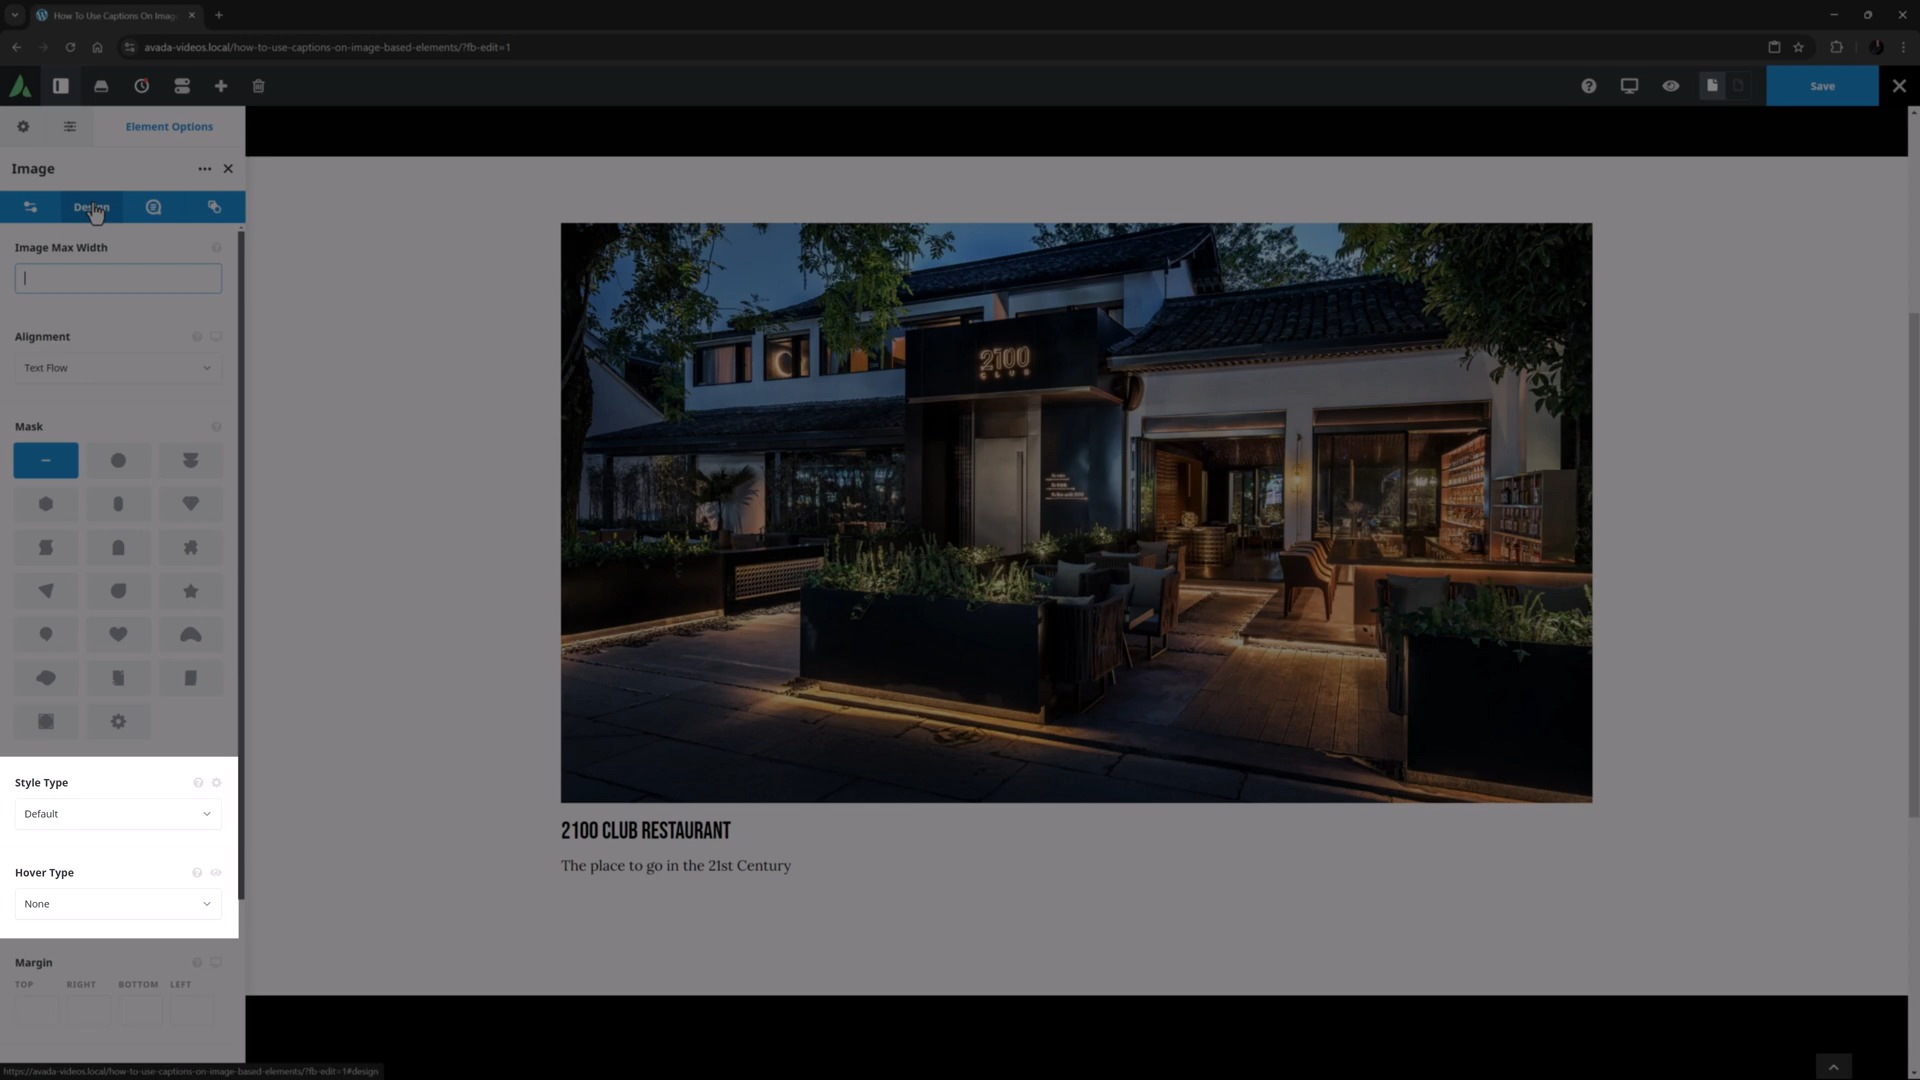 How To Use Captions On Imag
avada-videos.local/how-to-use-captions-on-image-based-elements/?fb-edit=1
Save
Element Options
Image
Design
Image Max Width
Alignment
Text Flow
Mask
Style Type
Default
Hover Type
None
Margin
TOP RIGHT BOTTOM LEFT
2100
CLUB
2100 CLUB RESTAURANT
The place to go in the 21st Century
https://avada-videos.local/how-to-use-captions-on-image-based-elements/?fb-edit=1#design